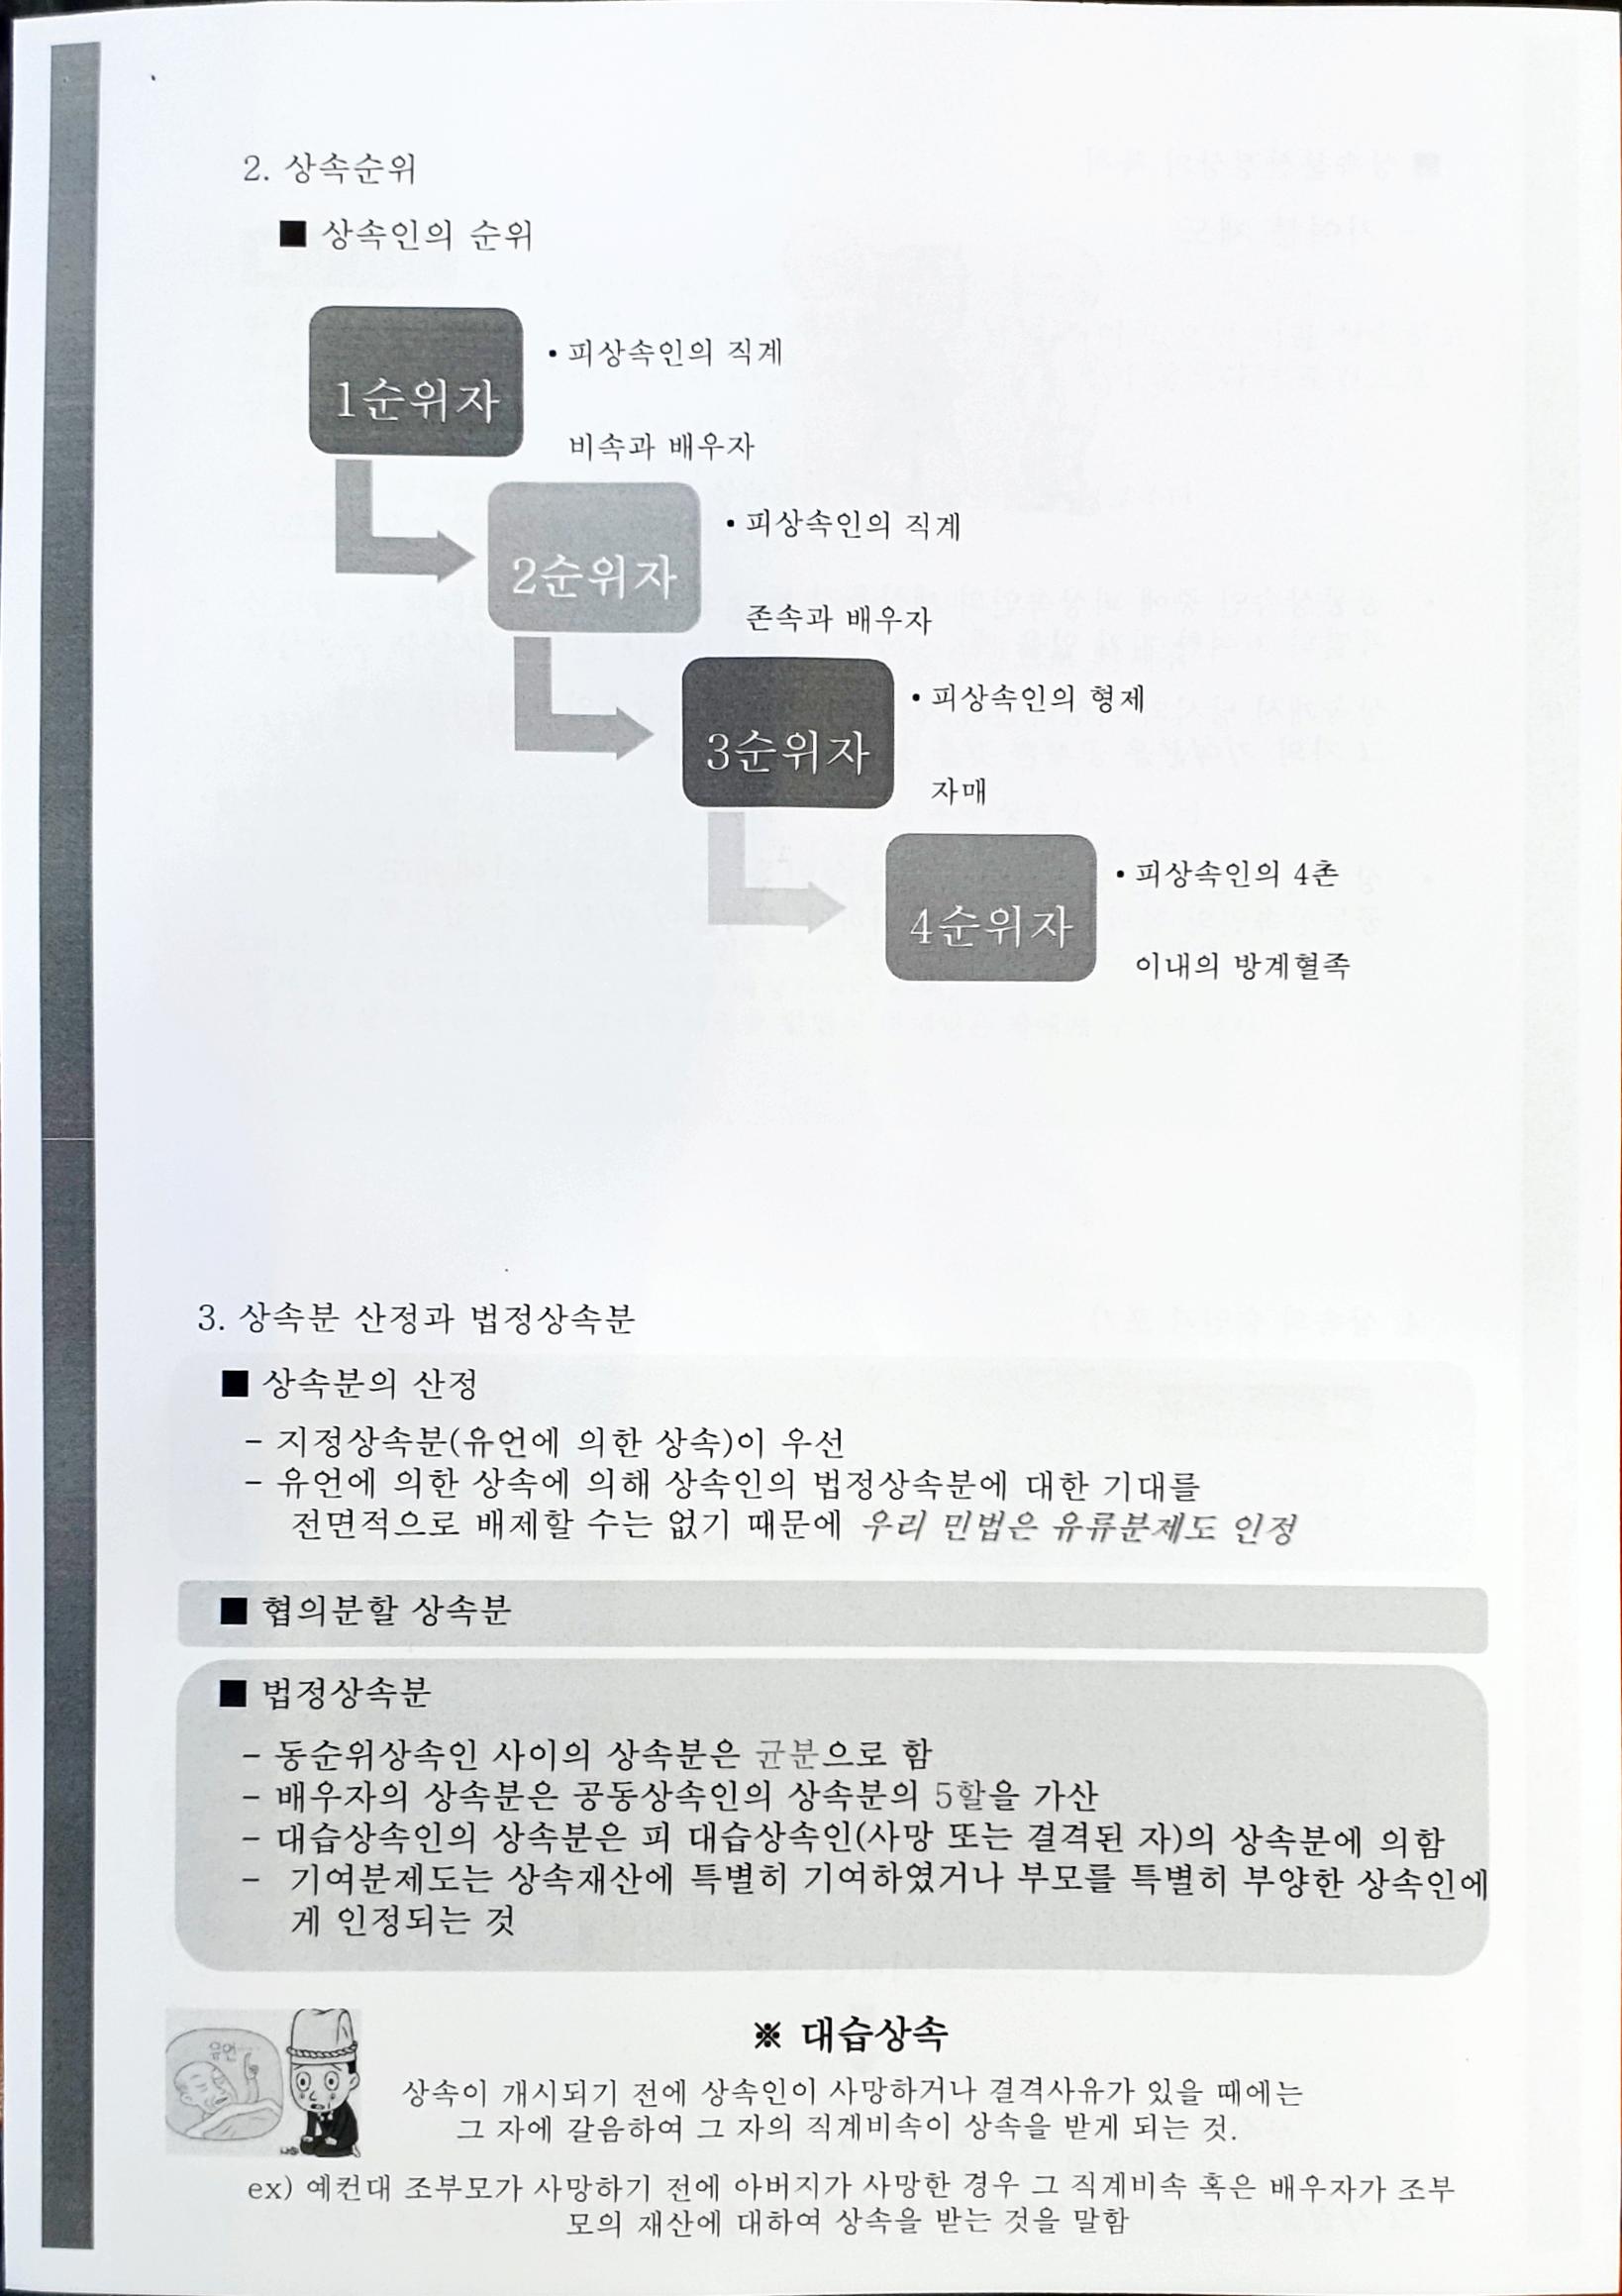 2. 상속순위
■ 상속인의 순위
1순위자
• 피상속인의 직계
비속과 배우자
2순위자
• 피상속인의 직계
존속과 배우자
3순위자
• 피상속인의 형제
자매
4순위자
• 피상속인의 4촌
이내의 방계혈족
3. 상속분 산정과 법정상속분
■ 상속분의 산정
- 지정상속분(유언에 의한 상속)이 우선
- 유언에 의한 상속에 의해 상속인의 법정상속분에 대한 기대를
전면적으로 배제할 수는 없기 때문에 우리 민법은 유류분제도 인정
■ 협의분할 상속분
■ 법정상속분
- 동순위상속인 사이의 상속분은 균분으로 함
- 배우자의 상속분은 공동상속인의 상속분의 5할을 가산
- 대습상속인의 상속분은 피 대습상속인(사망 또는 결격된 자)의 상속분에 의함
- 기여분제도는 상속재산에 특별히 기여하였거나 부모를 특별히 부양한 상속인에
게 인정되는 것
유언
※ 대습상속
상속이 개시되기 전에 상속인이 사망하거나 결격사유가 있을 때에는
그 자에 갈음하여 그 자의 직계비속이 상속을 받게 되는 것.
ex) 예컨대 조부모가 사망하기 전에 아버지가 사망한 경우 그 직계비속 혹은 배우자가 조부
모의 재산에 대하여 상속을 받는 것을 말함